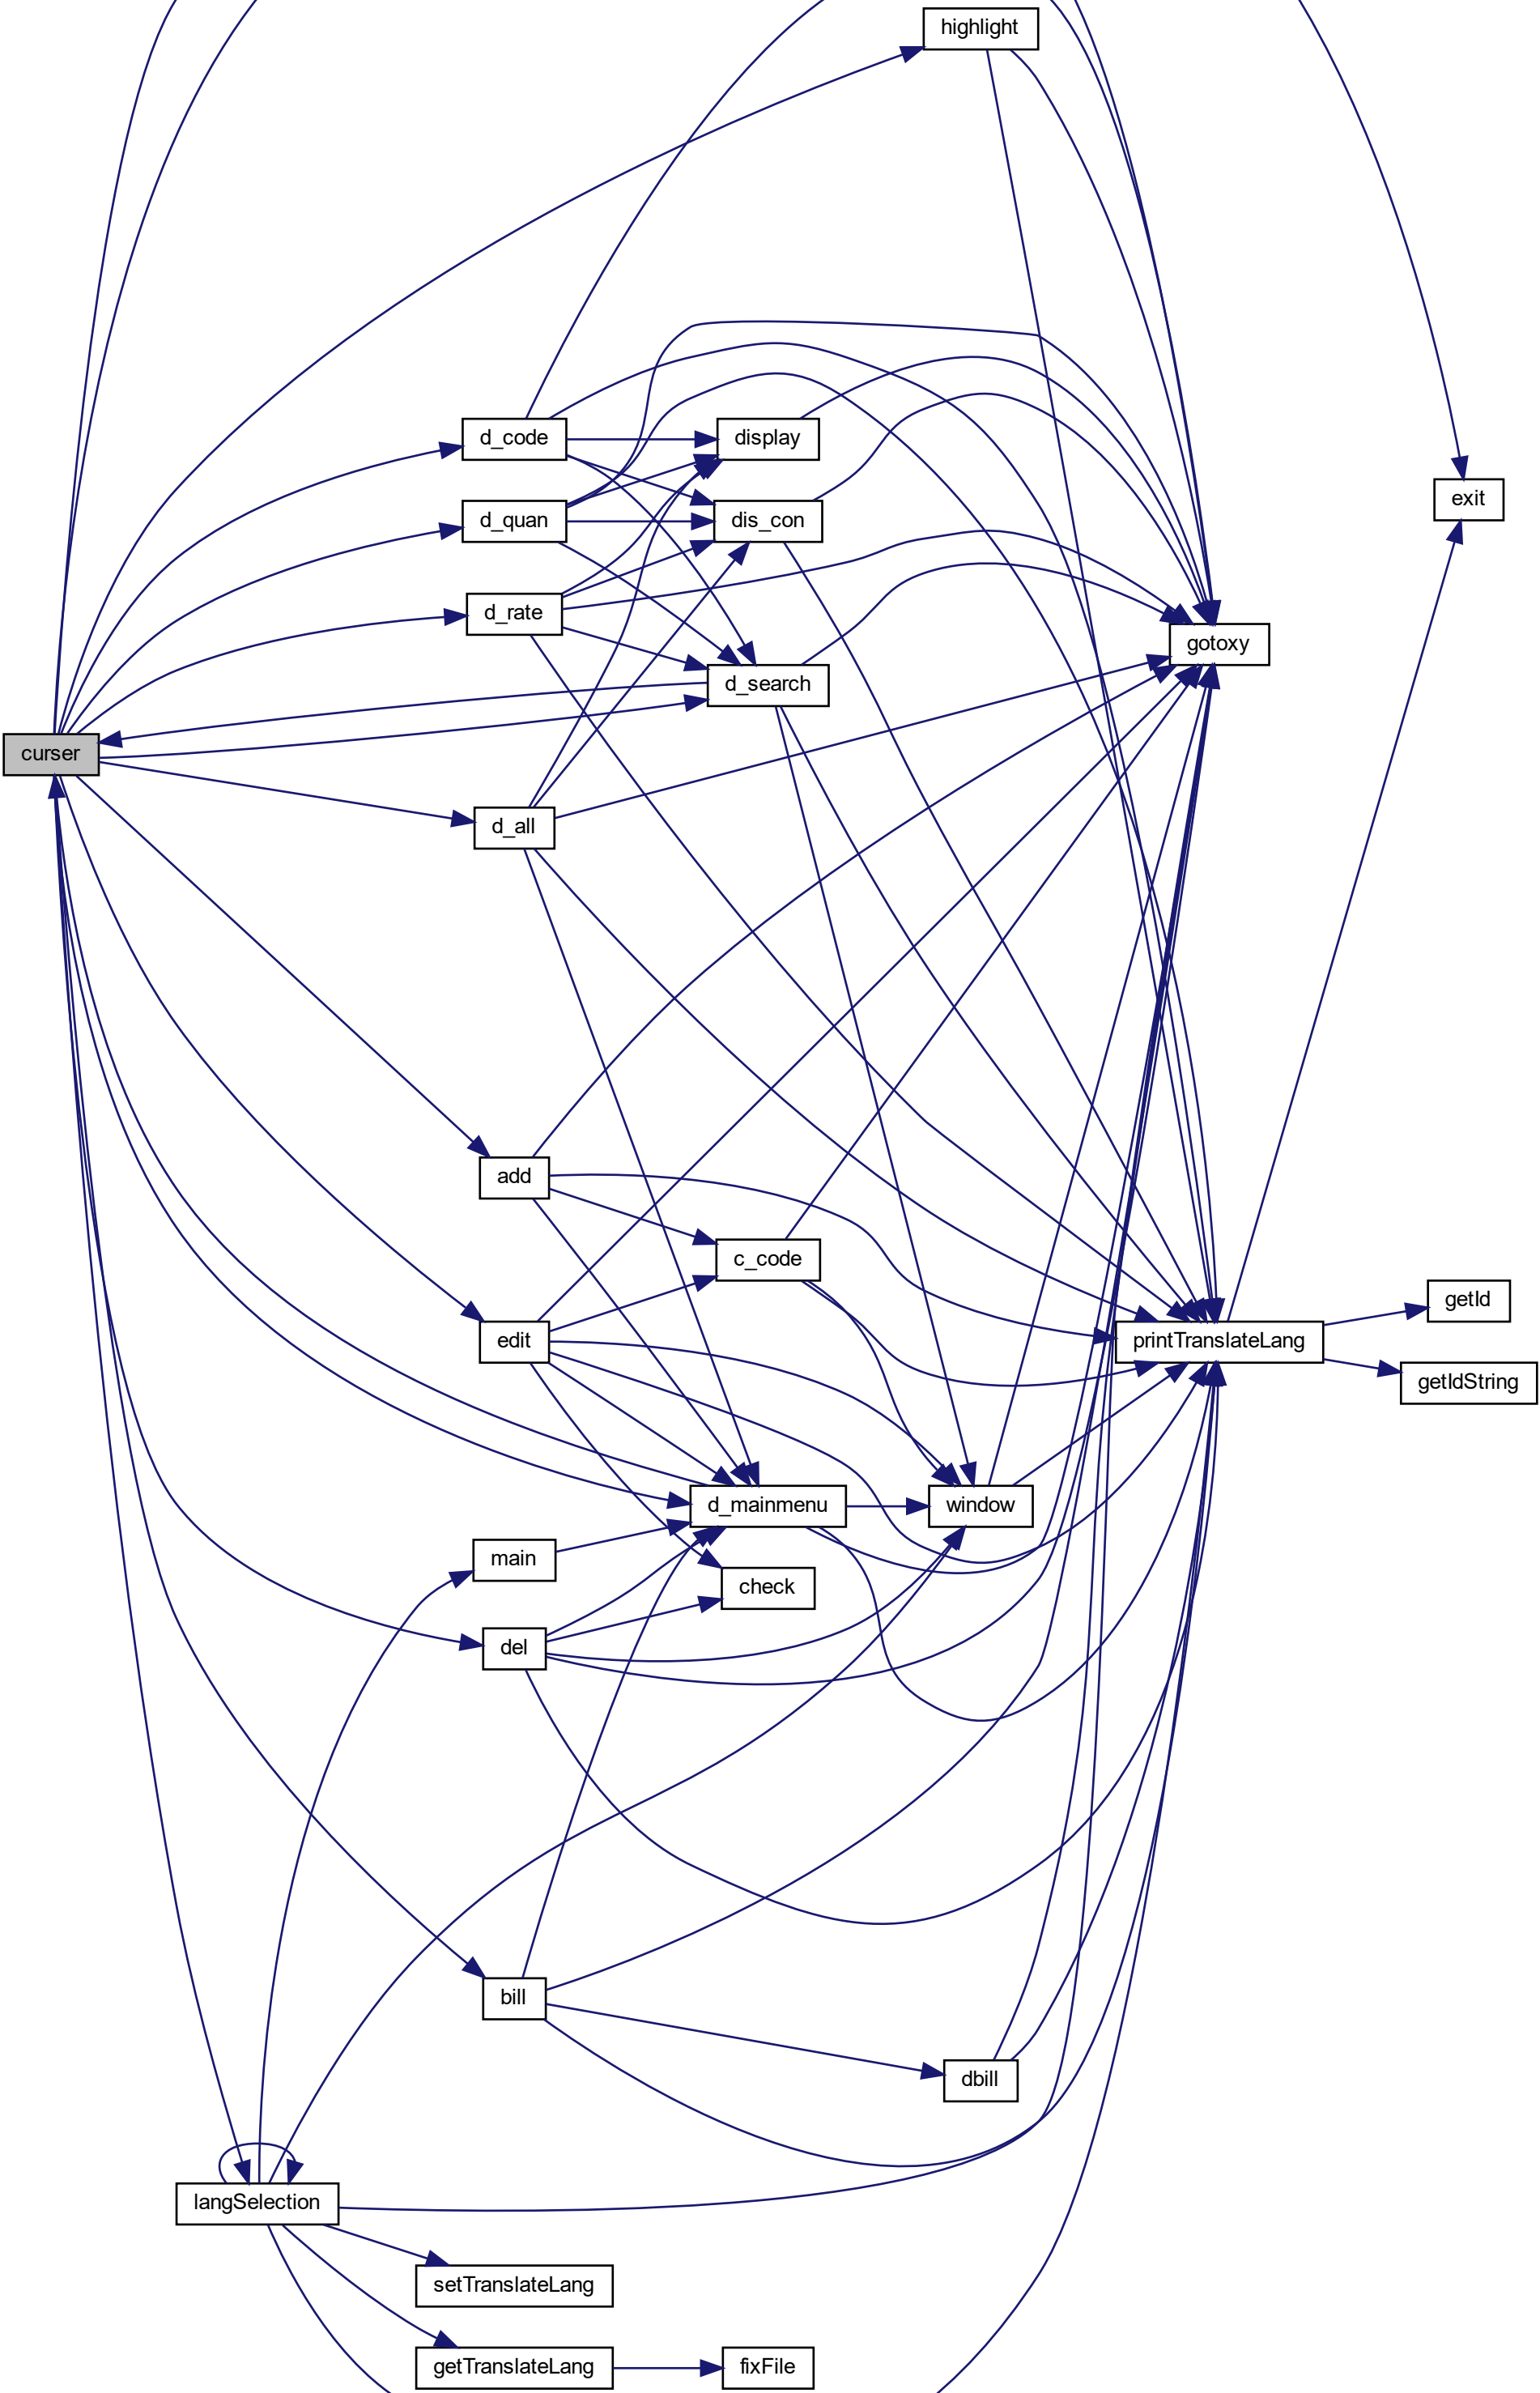 highlight
d_code
display
exit
d_quan
dis_con
d_rate
gotoxy
d_search
curser
d_all
add
c_code
getId
edit
printTranslateLang
getIdString
d_mainmenu
window
main
check
del
bill
dbill
langSelection
setTranslateLang
getTranslateLang
fixFile